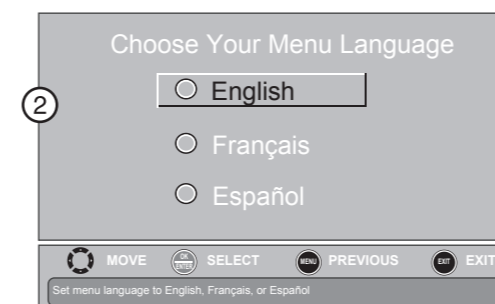 Choose Your Menu Language
2
English
Français
Español
MOVE OK ENTER SELECT MENU PREVIOUS EXIT EXIT
Set menu language to English, Français, or Español